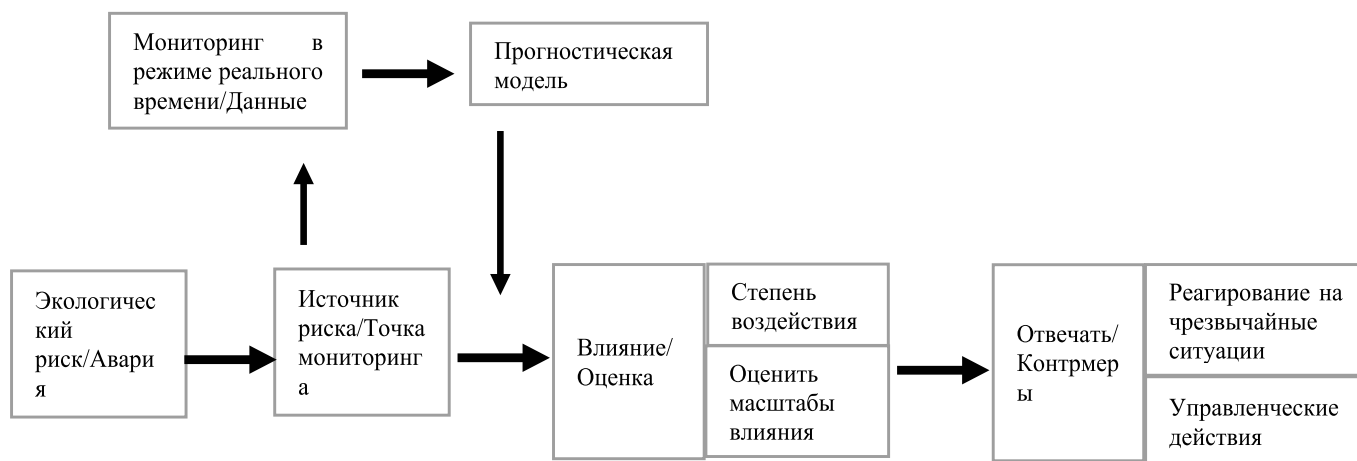 Мониторинг в
режиме реального
времени/Данные
Прогностическая
модель
Экологичес
кий
риск/Авари
я
Источник
риска/Точка
мониторинг
а
Влияние/
Оценка
Степень
воздействия
Оценить
масштабы
влияния
Отвечать/
Контрмер
ы
Реагирование на
чрезвычайные
ситуации
Управленческие
действия